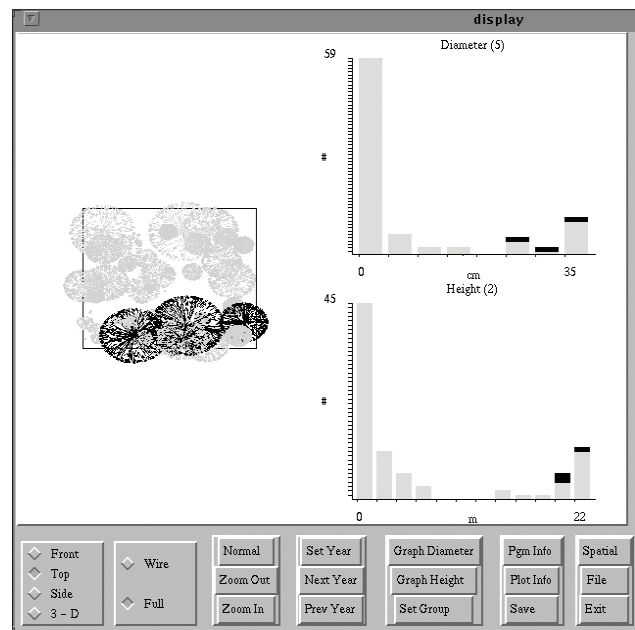 display
Diameter (5)
59
#
0 35
cm
Height (2)
45
#
0 m 22
Front
Top
Side
3 - D
Wire
Full
Normal
Zoom Out
Zoom In
Set Year
Next Year
Prev Year
Graph Diameter
Graph Height
Set Group
Pgm Info
Plot Info
Save
Spatial
File
Exit